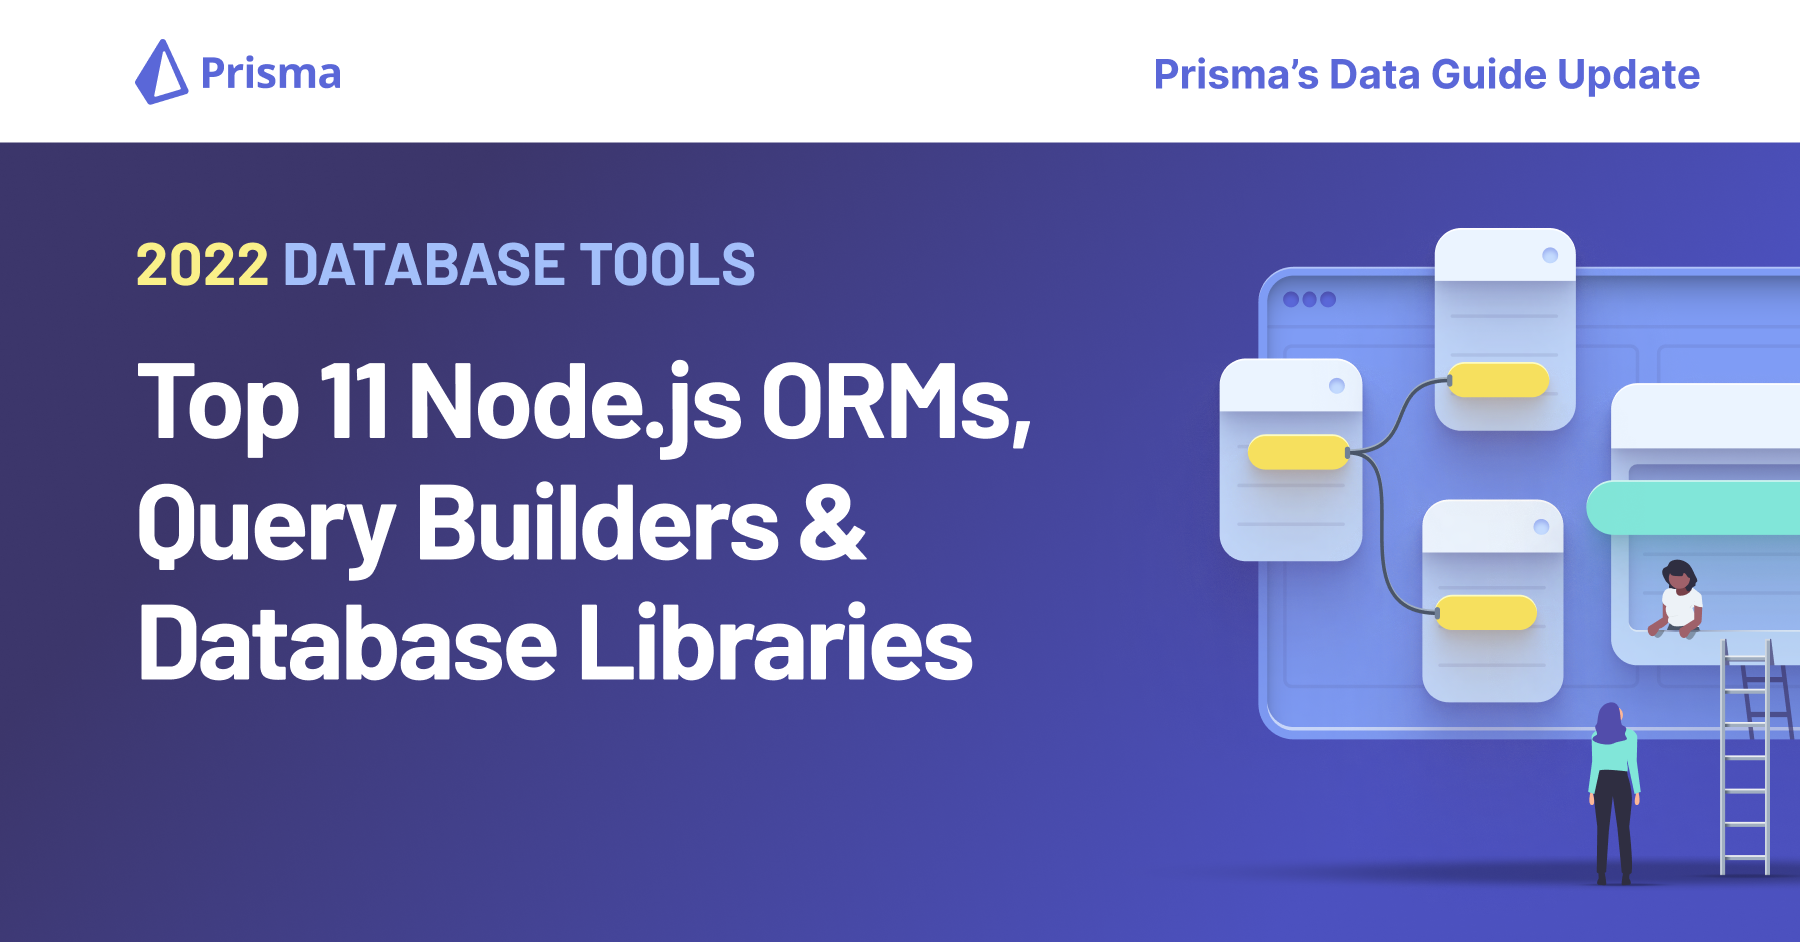 Prisma
Prisma’s Data Guide Update
2022 DATABASE TOOLS
Top 11 Node.js ORMs,
Query Builders &
Database Libraries